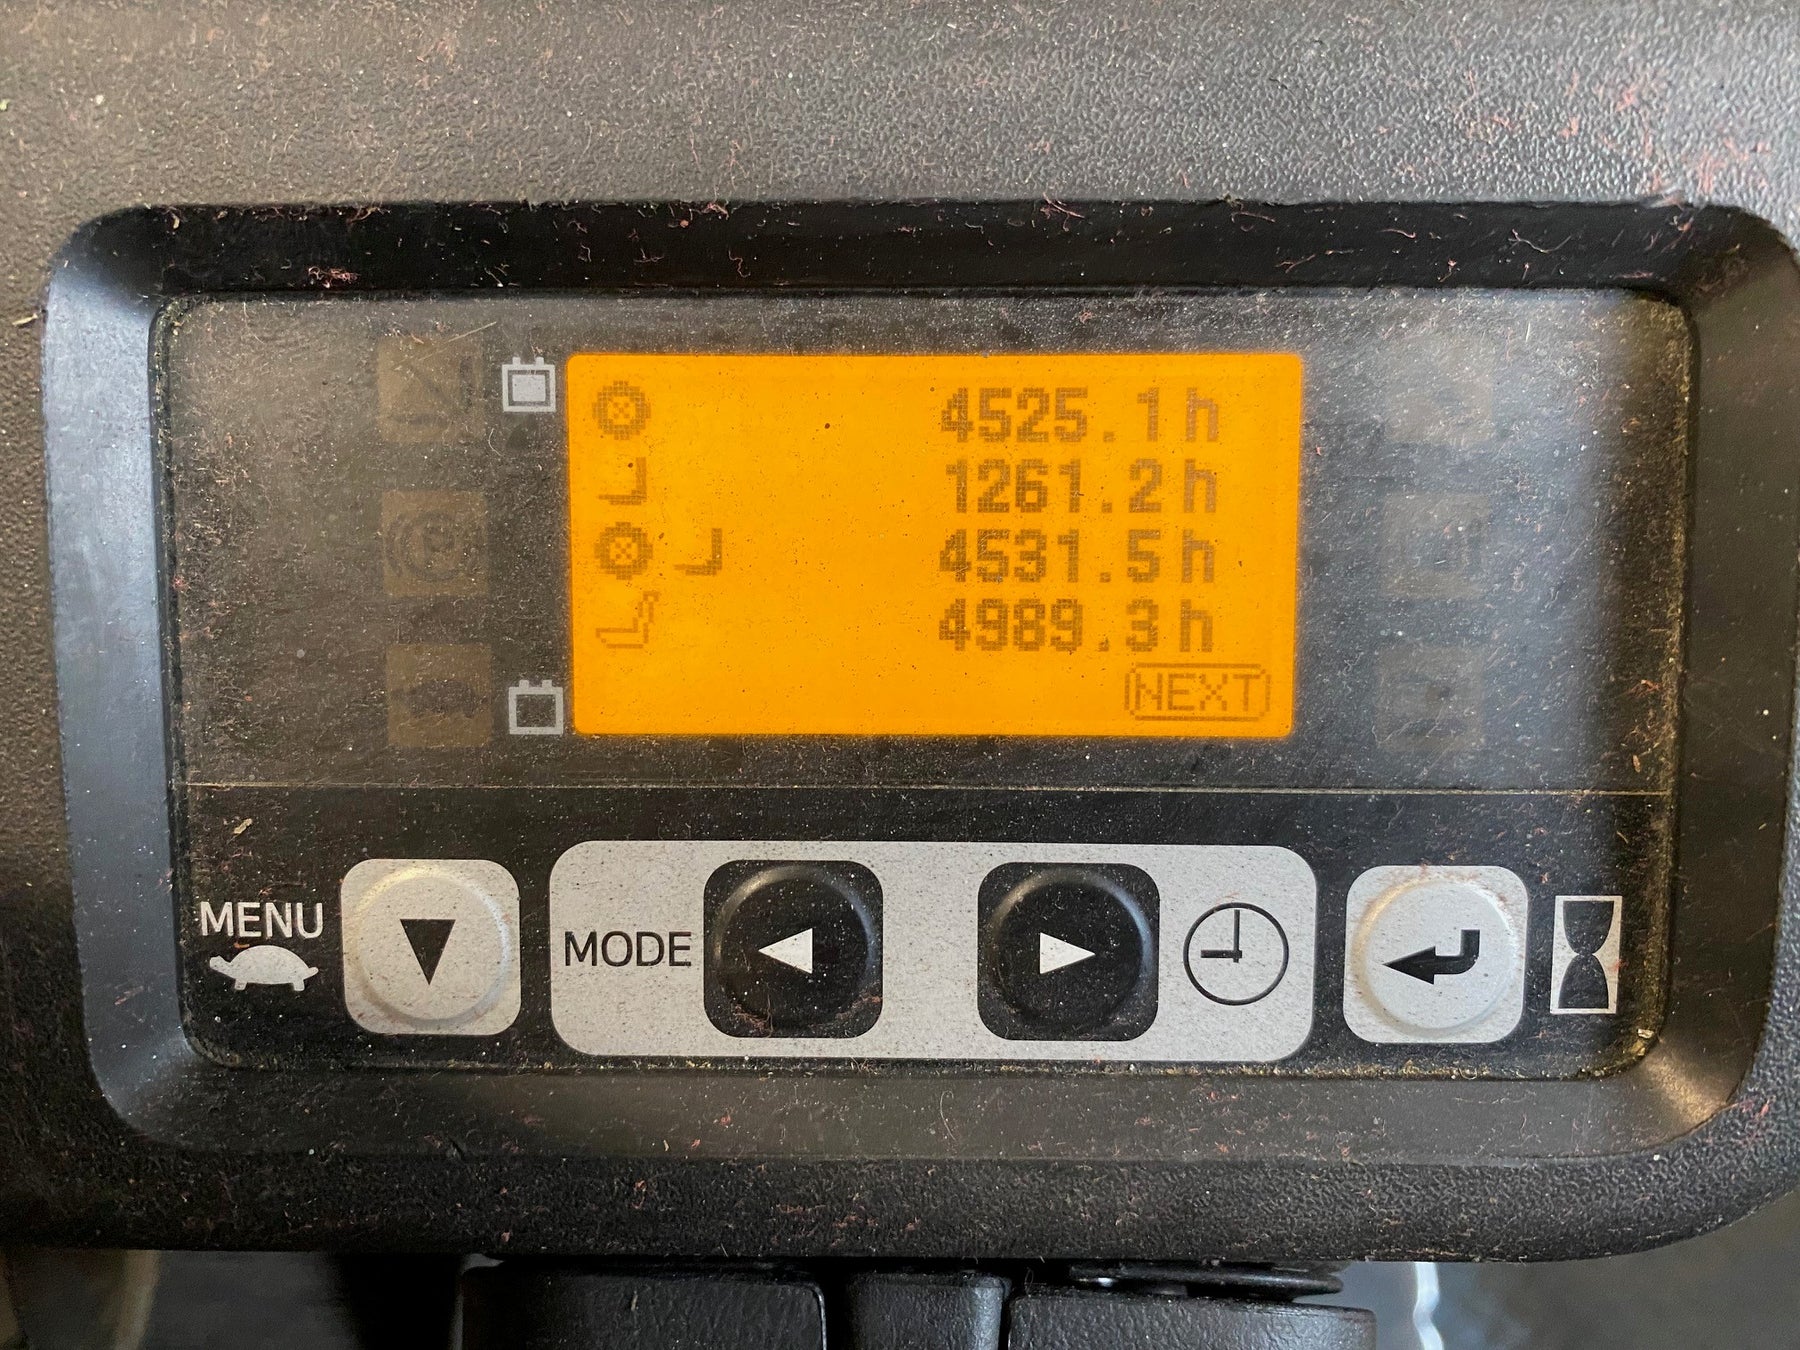 4525.1h
1261.2h
4531.5h
4989.3h
NEXT
MENU
MODE